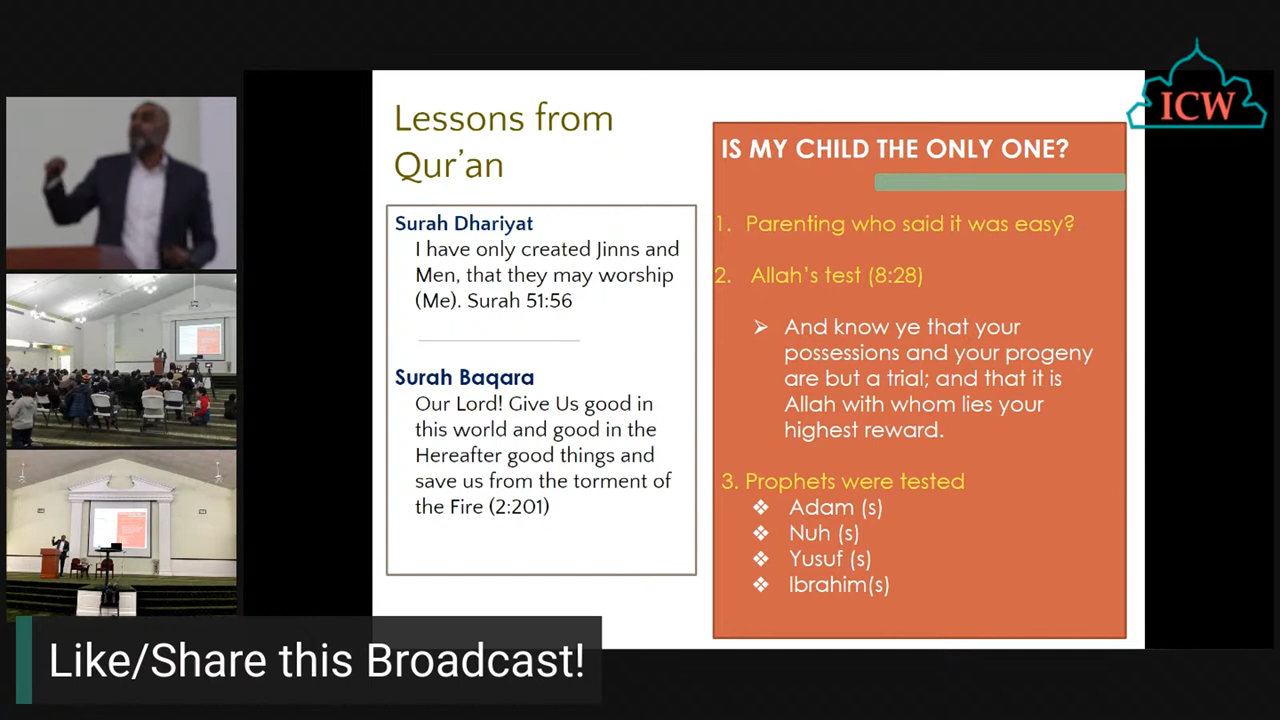 ICW
Lessons from
Qur’an
Surah Dhariyat
I have only created Jinns and
Men, that they may worship
(Me). Surah 51:56
Surah Baqara
Our Lord! Give Us good in
this world and good in the
Hereafter good things and
save us from the torment of
the Fire (2:201)
IS MY CHILD THE ONLY ONE?
1. Parenting who said it was easy?
2. Allah’s test (8:28)
➢ And know ye that your
possessions and your progeny
are but a trial; and that it is
Allah with whom lies your
highest reward.
3. Prophets were tested
❖ Adam (s)
❖ Nuh (s)
❖ Yusuf (s)
❖ Ibrahim(s)
Like/Share this Broadcast!